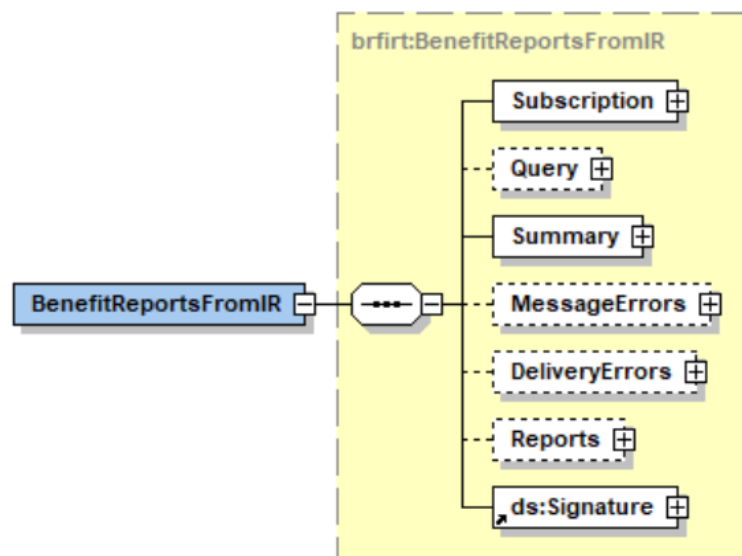 brfirt:BenefitReportsFromIR
Subscription
Query
Summary
BenefitReportsFromIR
MessageErrors
DeliveryErrors
Reports
ds:Signature